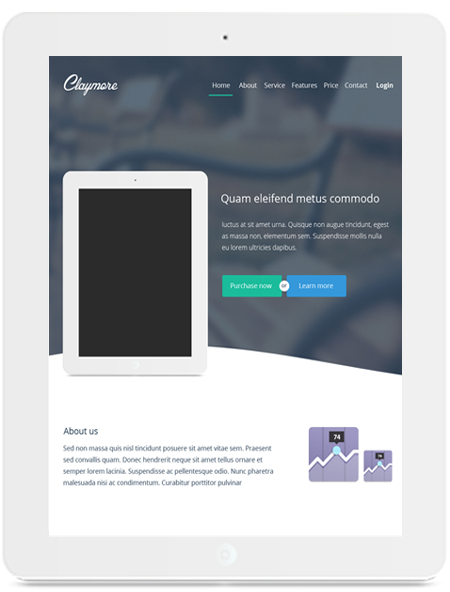 Claymore
Home About Service Features Price Contact Login
Quam eleifend metus commodo
luctus at sit amet urna. Quisque non augue tincidunt, egest
as massa non, elementum sem. Suspendisse mollis nulla
eu lorem ultricies dapibus.
Purchase now or Learn more
About us
Sed non massa quis nisl tincidunt posuere sit amet vitae sem. Praesent
sed convallis quam. Donec hendrerit neque sit amet tellus ornare et
semper lorem lacinia. Suspendisse ac pellentesque odio. Nunc pharetra
malesuada nisi ac condimentum. Curabitur porttitor pulvinar
74
74